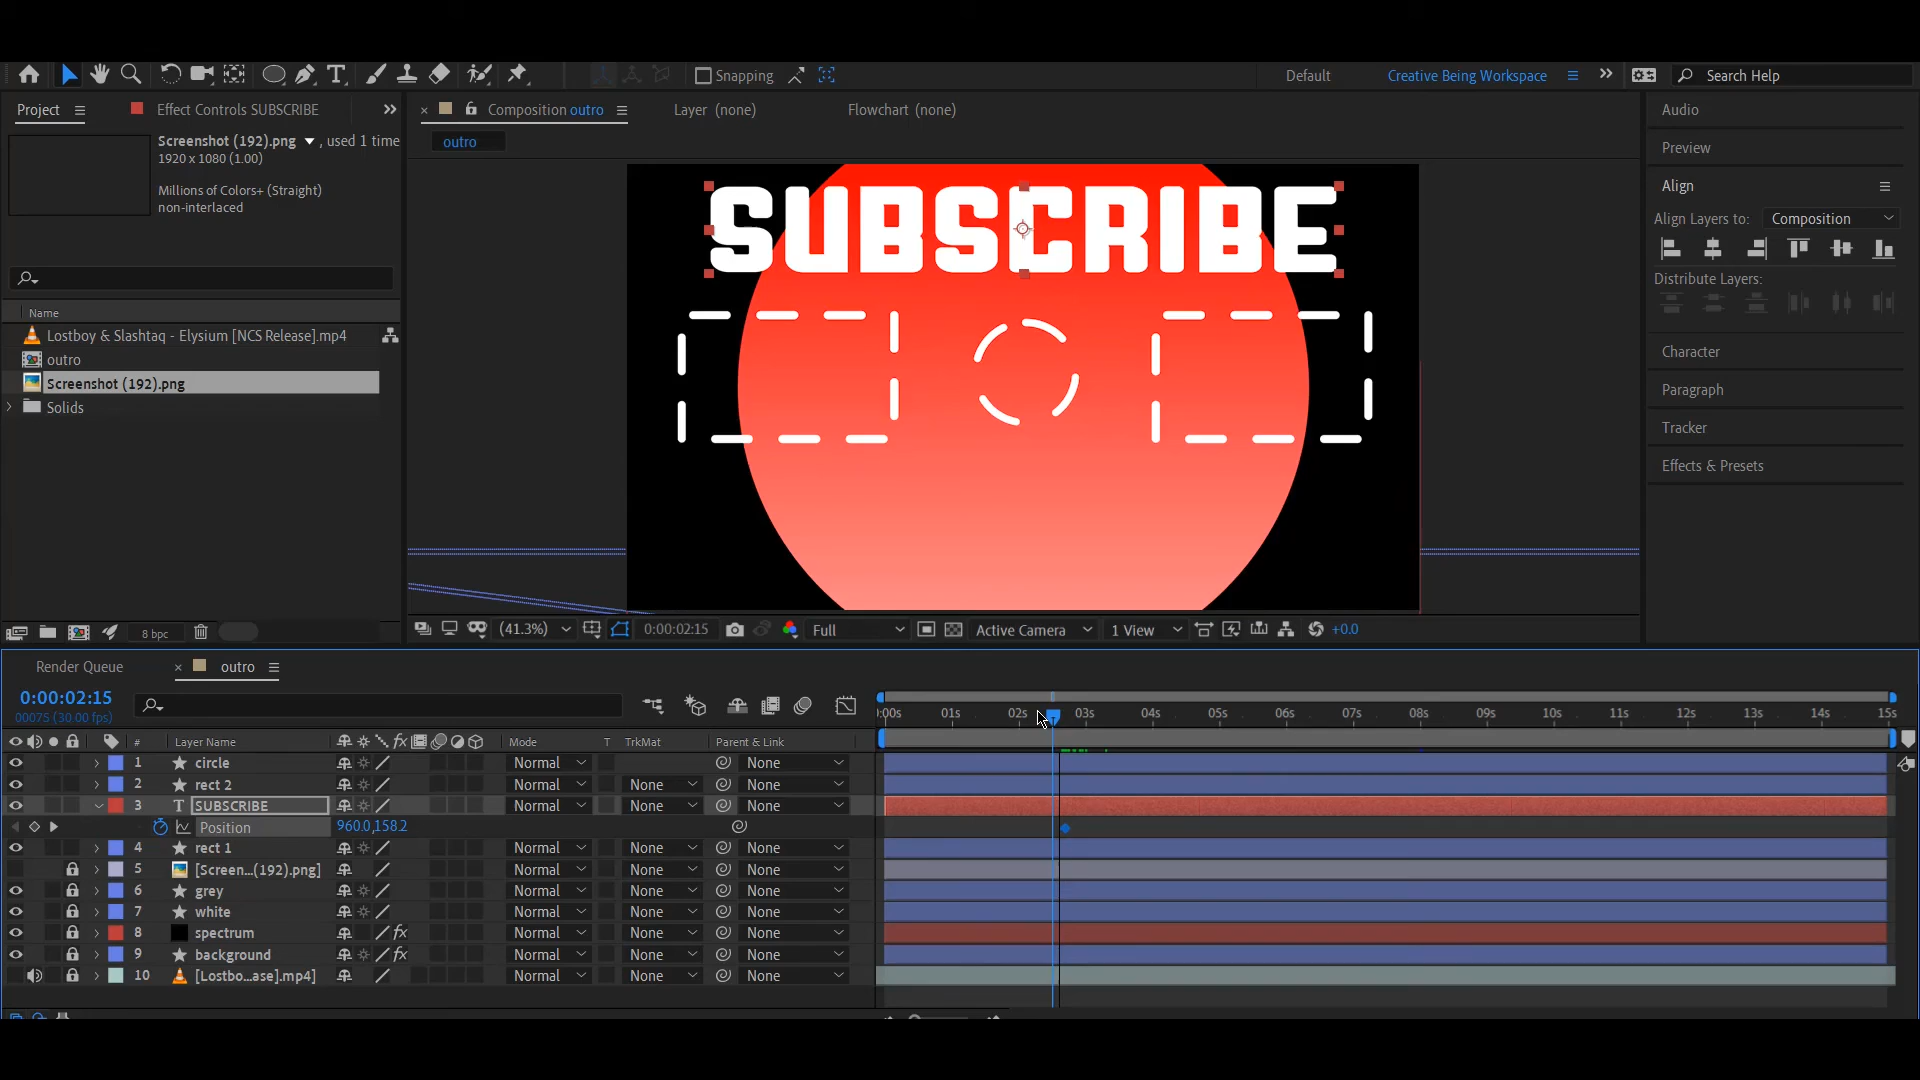 Snapping
Default
Creative Being Workspace
Search Help
Project
Effect Controls SUBSCRIBE
Composition outro
Layer (none)
Flowchart (none)
Audio
Screenshot (192).png , used 1 time
1920 x 1080 (1.00)
Millions of Colors+ (Straight)
non-interlaced
outro
Preview
Align
Align Layers to: Composition
Distribute Layers:
SUBSCRIBE
Name
Lostboy & Slashtaq - Elysium [NCS Release].mp4
outro
Screenshot (192).png
Solids
Character
Paragraph
Tracker
Effects & Presets
8 bpc
(41.3%)
0:00:02:15
Full
Active Camera
1 View
+0.0
Render Queue
outro
0:00:02:15
00075 (30.00 fps)
:00s 01s 02s 03s 04s 05s 06s 07s 08s 09s 10s 11s 12s 13s 14s 15s
# Layer Name fx Mode T TrkMat Parent & Link
1 circle Normal None
2 rect 2 Normal None None
3 T SUBSCRIBE Normal None None
Position 960.0,158.2
4 rect 1 Normal None None
5 [Screen...(192).png] Normal None None
6 grey Normal None None
7 white Normal None None
8 spectrum fx Normal None None
9 background fx Normal None None
10 [Lostbo...ase].mp4] Normal None None